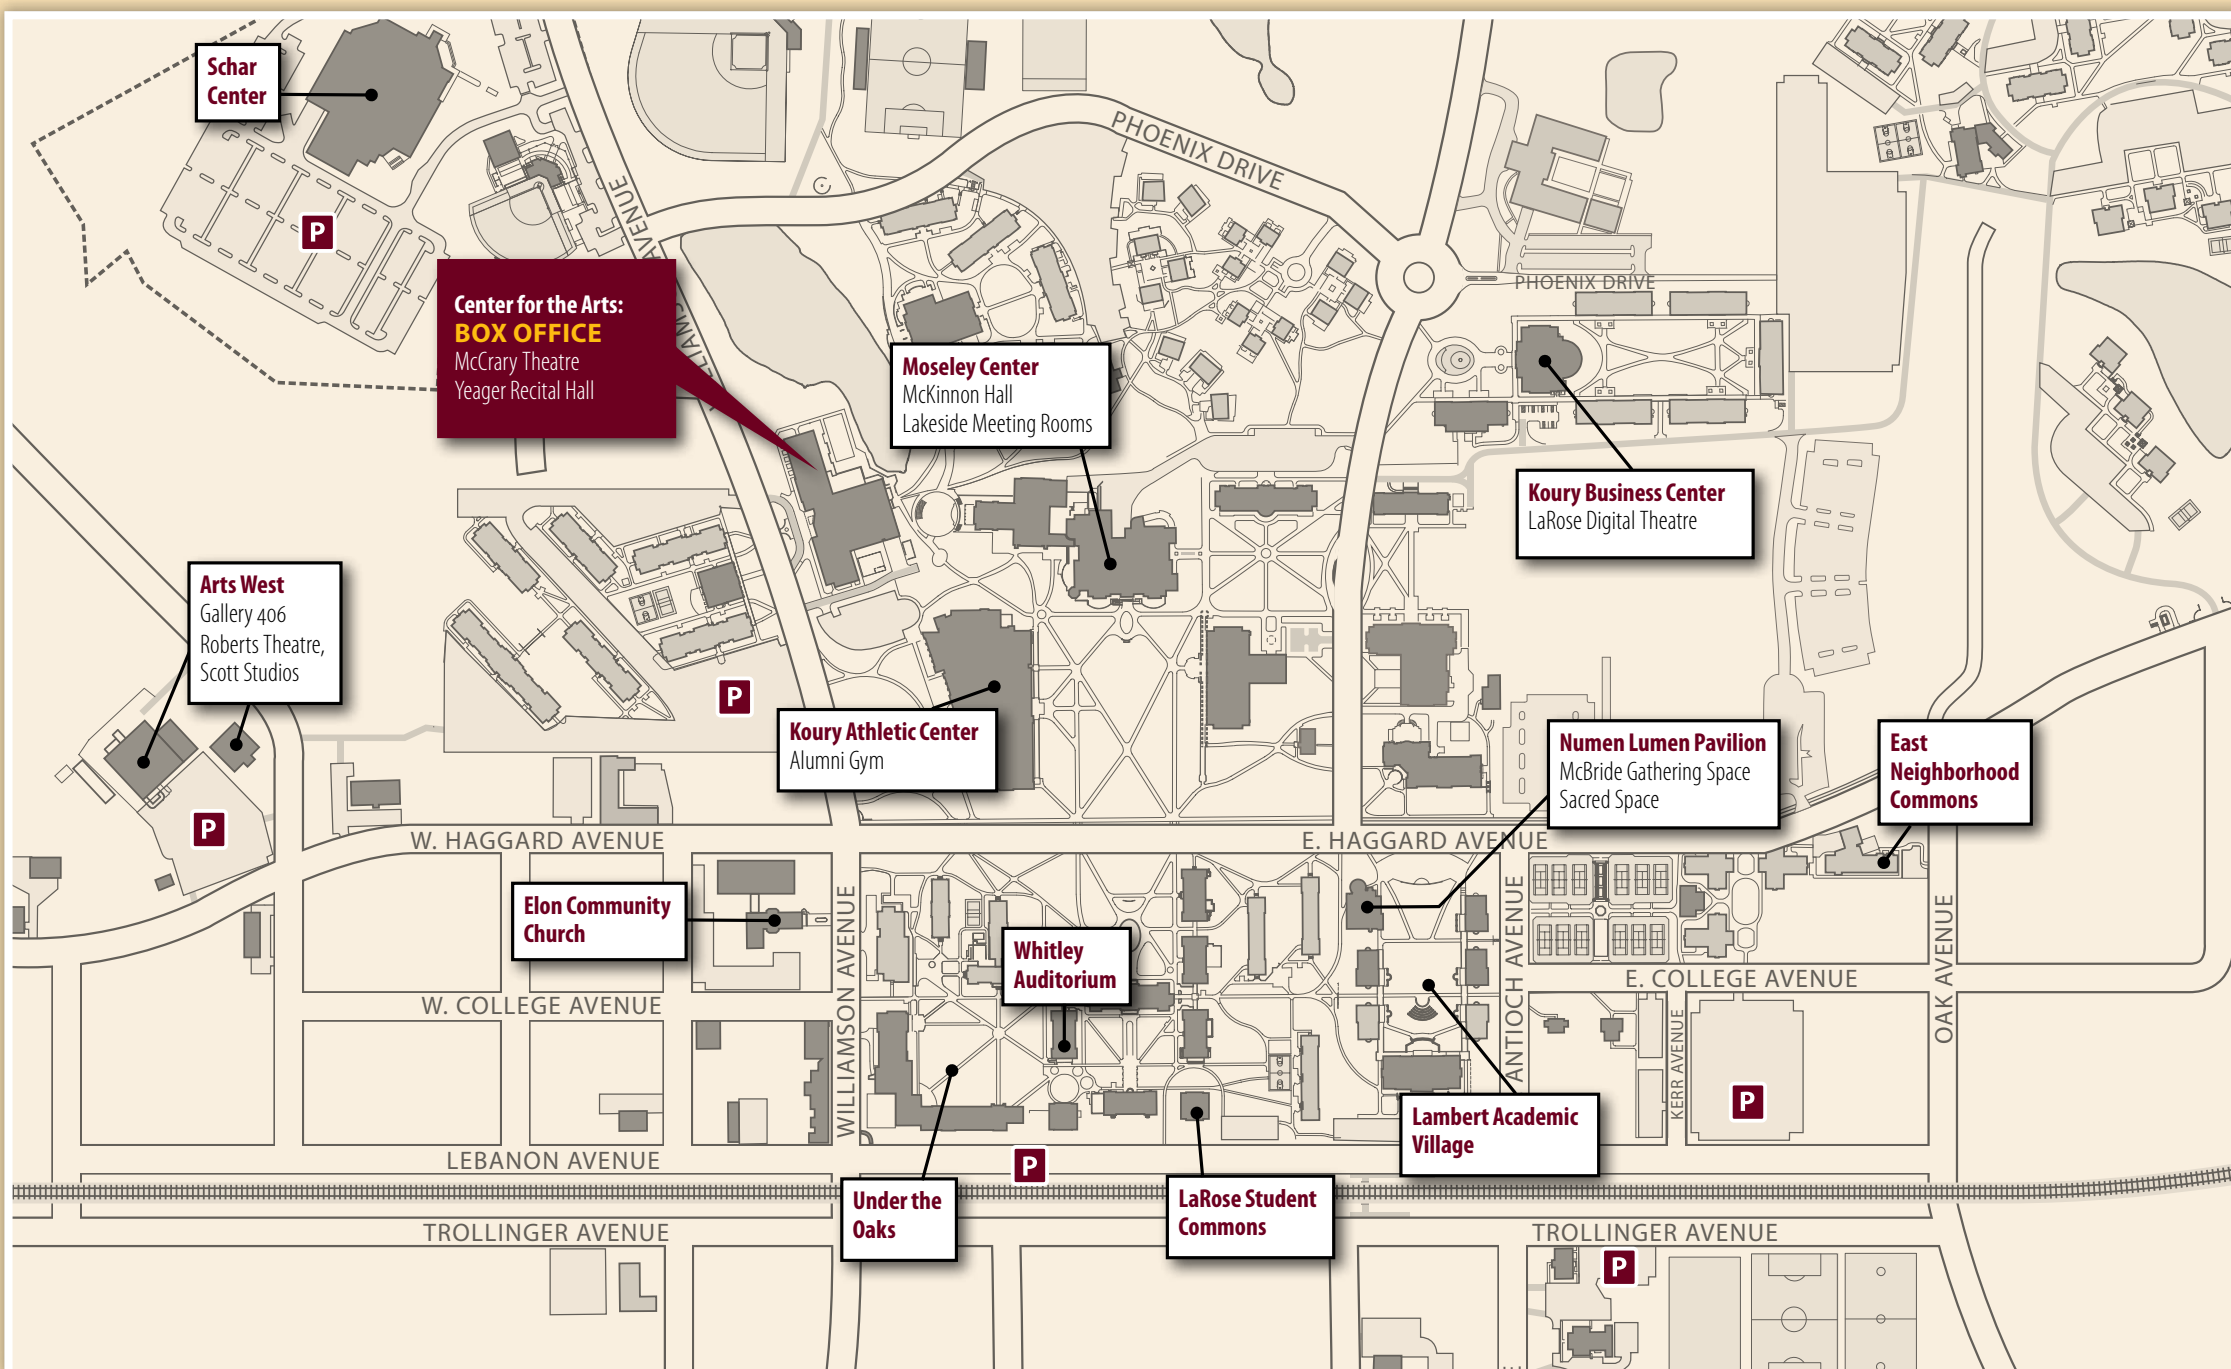 Schar
Center
P
PHOENIX DRIVE
WILLIAMSON AVENUE
Center for the Arts:
BOX OFFICE
McCrary Theatre
Yeager Recital Hall
PHOENIX DRIVE
Moseley Center
McKinnon Hall
Lakeside Meeting Rooms
Koury Business Center
LaRose Digital Theatre
Arts West
Gallery 406
Roberts Theatre,
Scott Studios
P
Koury Athletic Center
Alumni Gym
Numen Lumen Pavilion
McBride Gathering Space
Sacred Space
East
Neighborhood
Commons
P
W. HAGGARD AVENUE
E. HAGGARD AVENUE
Elon Community
Church
WILLIAMSON AVENUE
Whitley
Auditorium
ANTIOCH AVENUE
OAK AVENUE
E. COLLEGE AVENUE
W. COLLEGE AVENUE
KERR AVENUE
P
Lambert Academic
Village
LEBANON AVENUE
P
Under the
Oaks
LaRose Student
Commons
TROLLINGER AVENUE
TROLLINGER AVENUE
P